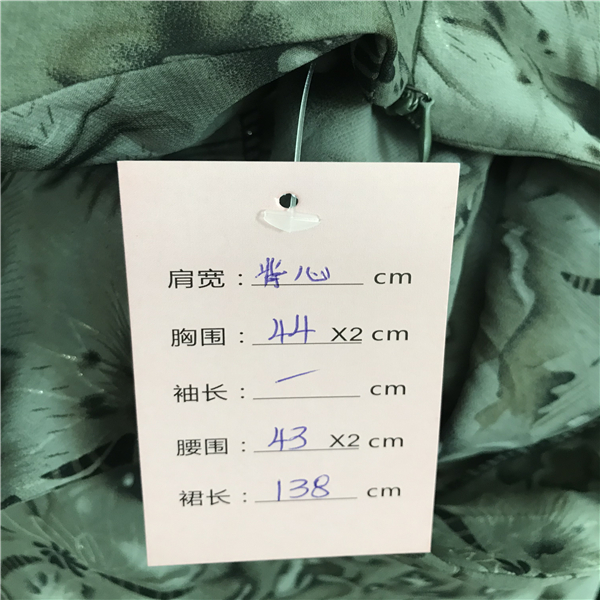 肩宽：背心 cm
胸围：44 X2 cm
袖长：— cm
腰围：43 X2 cm
裙长：138 cm